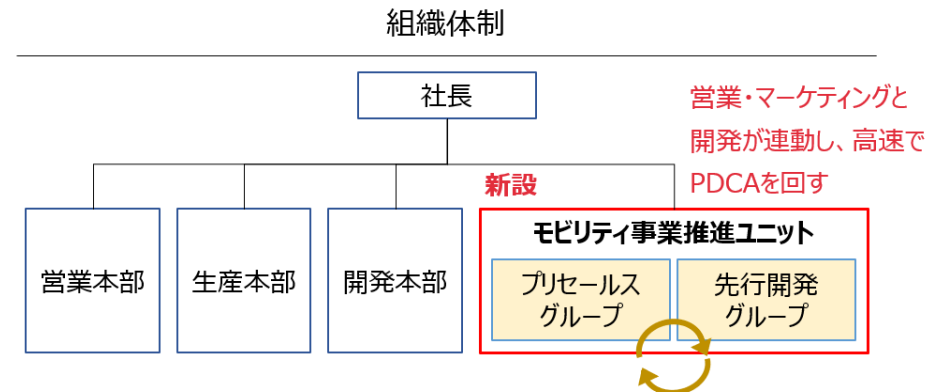 組織体制
社長
営業・マーケティングと
開発が連動し、高速で
PDCAを回す
新設
営業本部
生産本部
開発本部
モビリティ事業推進ユニット
プリセールス
グループ
先行開発
グループ